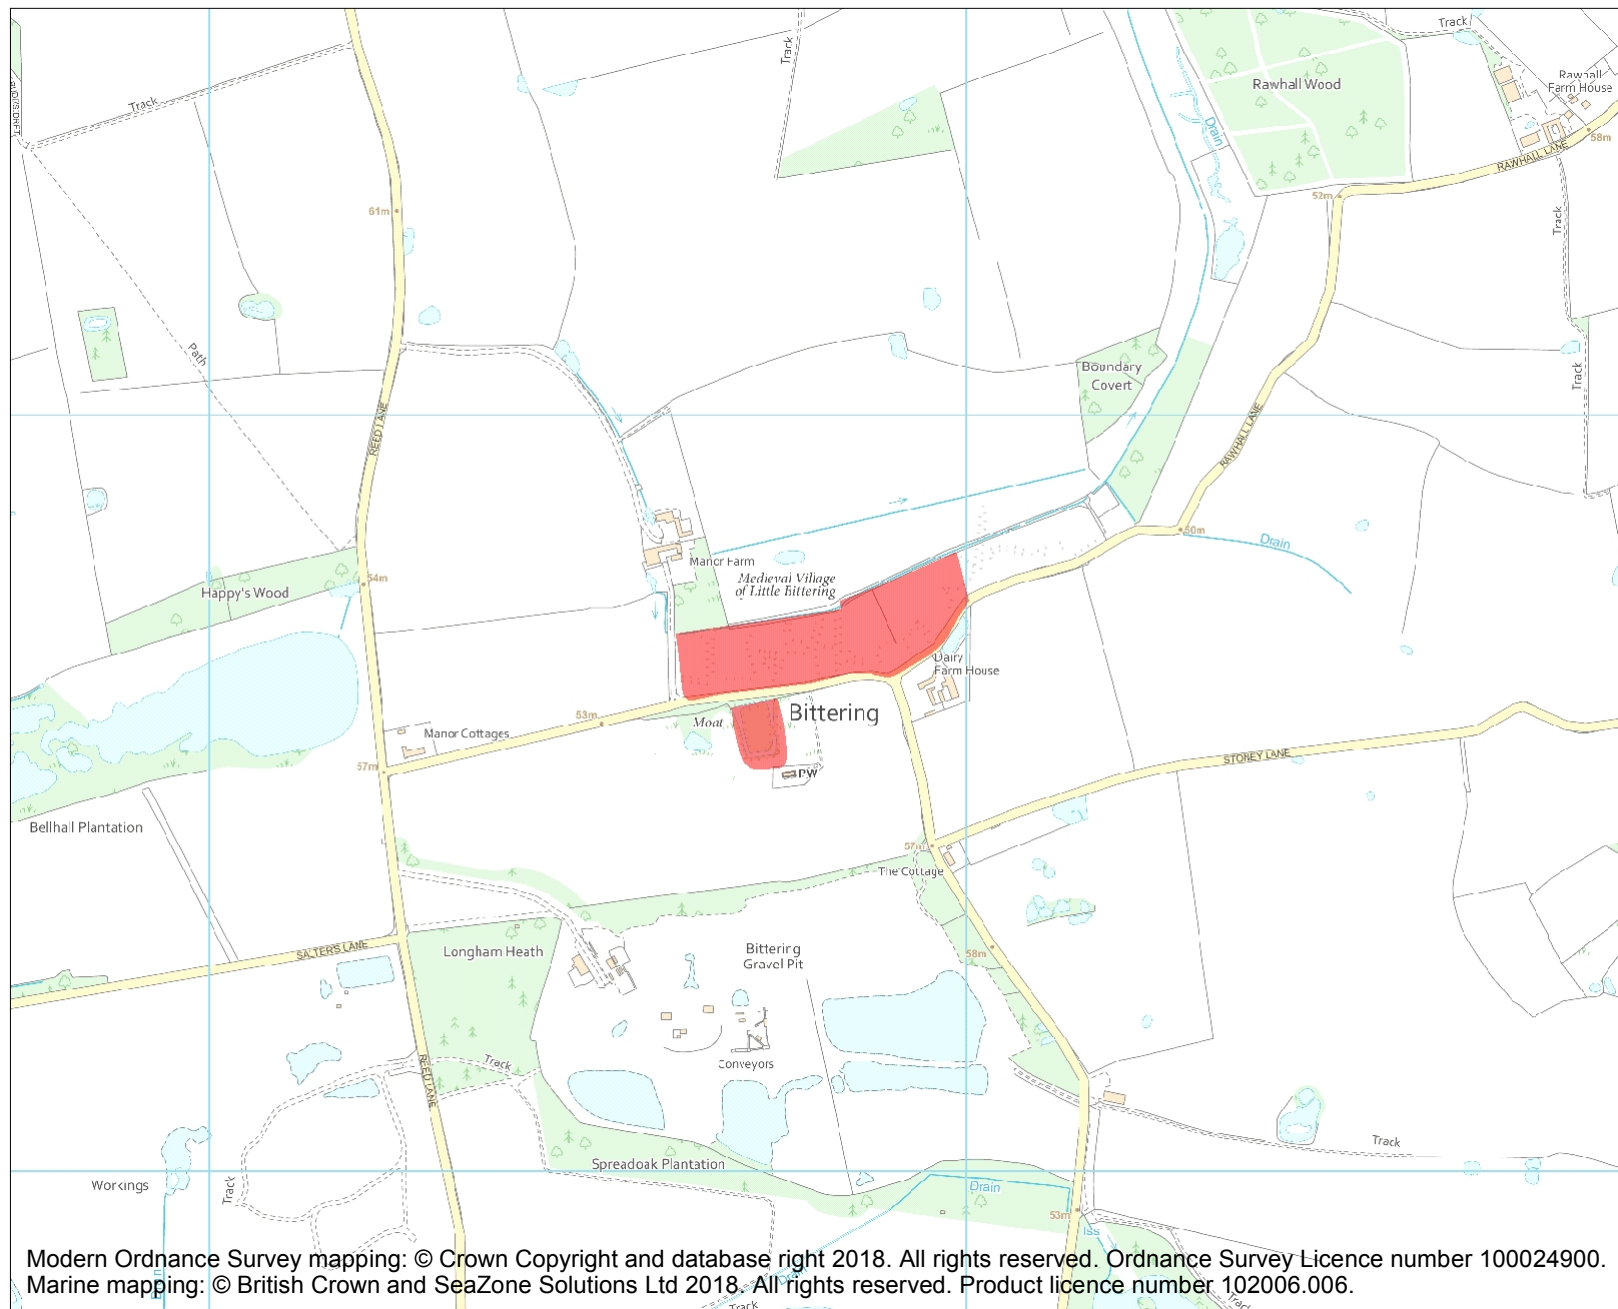 Track
Track
Track
Rawhall Wood
Rawhall
Farm House
Drain
58m
RAWHALL LANE
52m
61m
Track
Path
Boundary
Covert
Track
REED LANE
RAWHALL LANE
50m
Drain
Manor Farm
Medieval Village
of Little Bittering
54m
Happy's Wood
Dairy
Farm House
Moat
Bittering
53m
Manor Cottages
STOREY LANE
57m
PW
Bellhall Plantation
57m
The Cottage
SALTERS LANE
Longham Heath
Bittering
Gravel Pit
58m
Track
Conveyors
REED LANE
Track
Spreadoak Plantation
Workings
Track
Drain
53m
Iss
Modern Ordnance Survey mapping: © Crown Copyright and database right 2018. All rights reserved. Ordnance Survey Licence number 100024900.
Marine mapping: © British Crown and SeaZone Solutions Ltd 2018. All rights reserved. Product licence number 102006.006.
Drain
Track